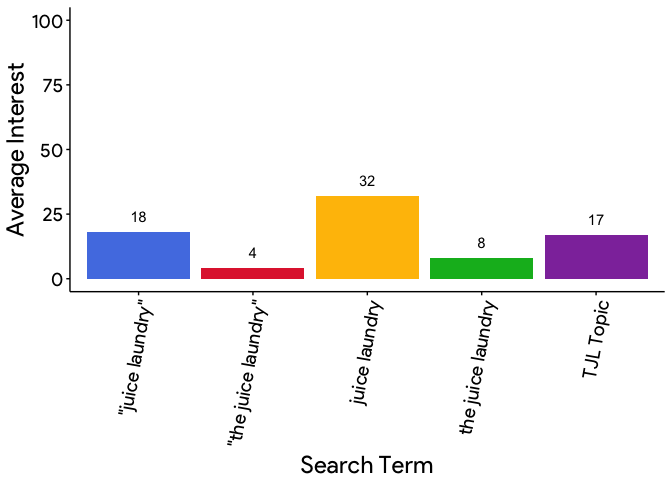 100
75
50
25
0
Average Interest
18
4
32
8
17
"juice laundry"
"the juice laundry"
juice laundry
the juice laundry
TJL Topic
Search Term